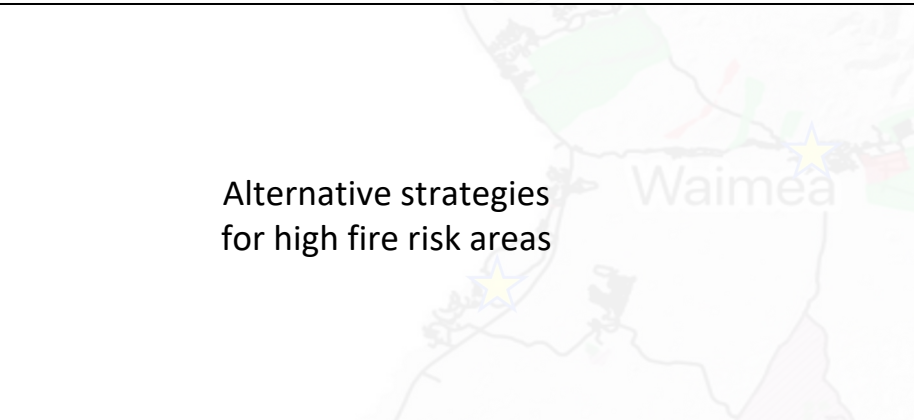 Alternative strategies
for high fire risk areas
Waimea